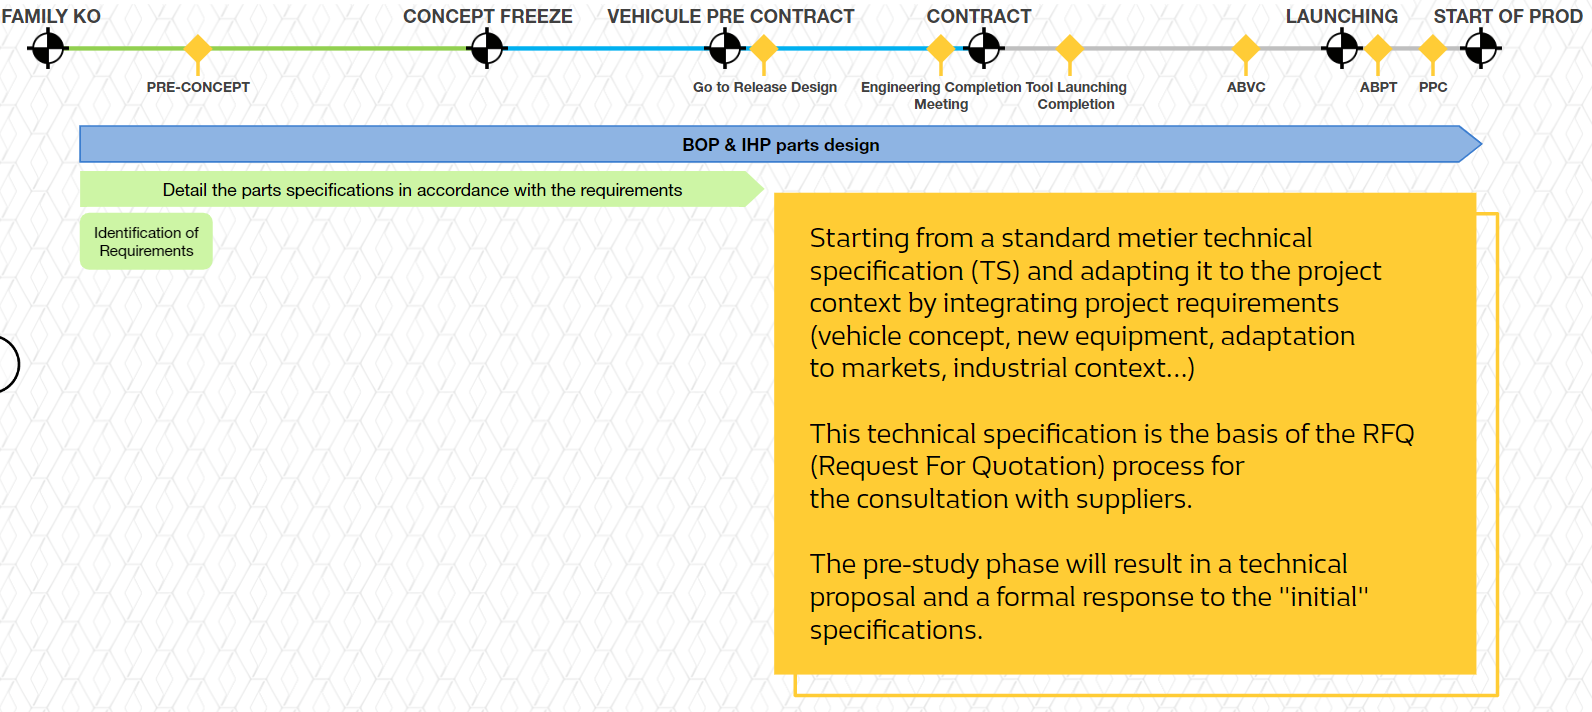 FAMILY KO
CONCEPT FREEZE
VEHICULE PRE CONTRACT
CONTRACT
LAUNCHING
START OF PROD
PRE-CONCEPT
Go to Release Design
Engineering Completion
Meeting
Tool Launching
Completion
ABVC
ABPT
PPC
BOP & IHP parts design
Detail the parts specifications in accordance with the requirements
Identification of
Requirements
Starting from a standard metier technical
specification (TS) and adapting it to the project
context by integrating project requirements
(vehicle concept, new equipment, adaptation
to markets, industrial context...)
This technical specification is the basis of the RFQ
(Request For Quotation) process for
the consultation with suppliers.
The pre-study phase will result in a technical
proposal and a formal response to the "initial"
specifications.